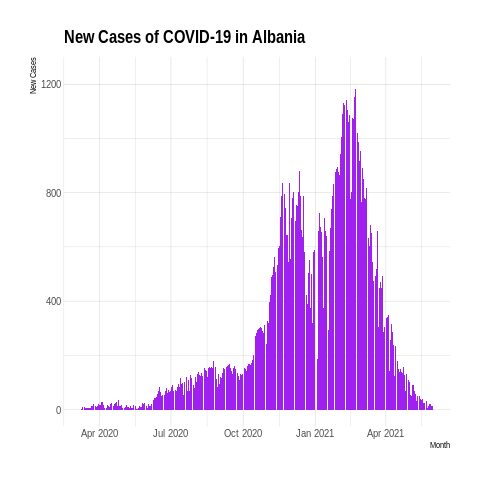 New Cases of COVID-19 in Albania
New Cases
1200
800
400
0
Apr 2020 Jul 2020 Oct 2020 Jan 2021 Apr 2021
Month